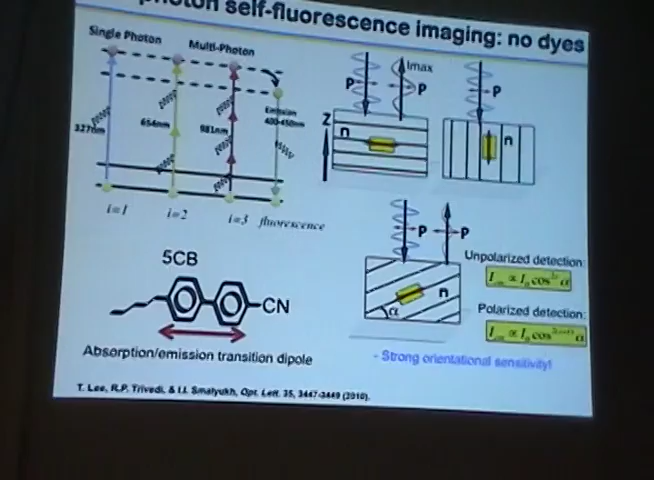 photon self-fluorescence imaging: no dyes
Single Photon
Multi-Photon
327nm
654nm
981nm
Emission
400-450nm
i=1
i=2
i=3
fluorescence
P
Imax
P
Z
n
P
n
P
P
n
α
5CB
CN
Absorption/emission transition dipole
Unpolarized detection:
Polarized detection:
- Strong orientational sensitivity!
T. Lee, R.P. Trivedi, & I.I. Smalyukh, Opt. Lett. 35, 3447-3449 (2010).